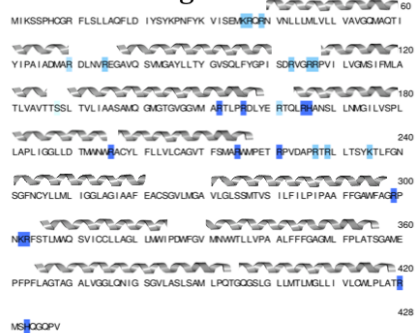 60
MIKSSPHCGR FLSLLAQFLD IYSYKPNFYK VISEMKRQRN VNLLLMLVLL VAVGQMAQTI
120
YIPAIADMAR DLNVREGAVQ SVMGAYLLTY GVSQLFYGPI SDRVGRRPVI LVGMSIFMLA
180
TLVAVTTSSL TVLIAASAMQ GMGTGVGGVM ARTLPRDLYE RTQLRHANSL LNMGILVSPL
240
LAPLIGGLLD TMWNWRACYL FLLVLCAGVT FSMARWMPET RPVDAPRTRL LTSYKTLFGN
300
SGFNCYLLML IGGLAGIAAF EACSGVLMGA VLGLSSMTVS ILFILPIPAA FFGAWFAGRP
360
NKRFSTLMWQ SVICCLLAGL LMWIPDWFGV MNVWTLLVPA ALFFFGAGML FPLATSGAME
420
PFPFLAGTAG ALVGGLQNIG SGVLASLSAM LPQTGQGSLG LLMTLMGLLI VLCWLPLATR
428
MSHQGQPV